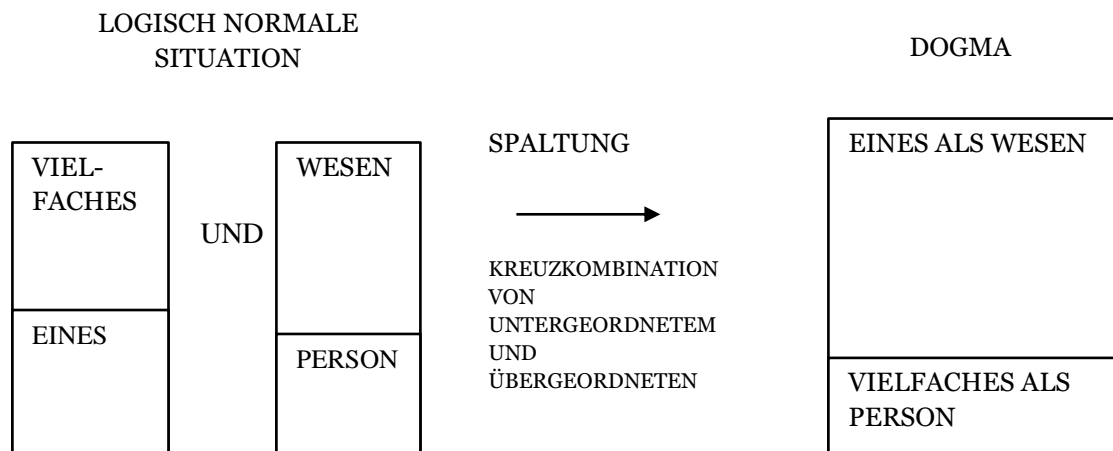 LOGISCH NORMALE
SITUATION
DOGMA
VIEL-
FACHES
UND
WESEN
EINES
PERSON
SPALTUNG
KREUZKOMBINATION
VON
UNTERGEORDNETEM
UND
ÜBERGEORDNETEN
EINES ALS WESEN
VIELFACHES ALS
PERSON